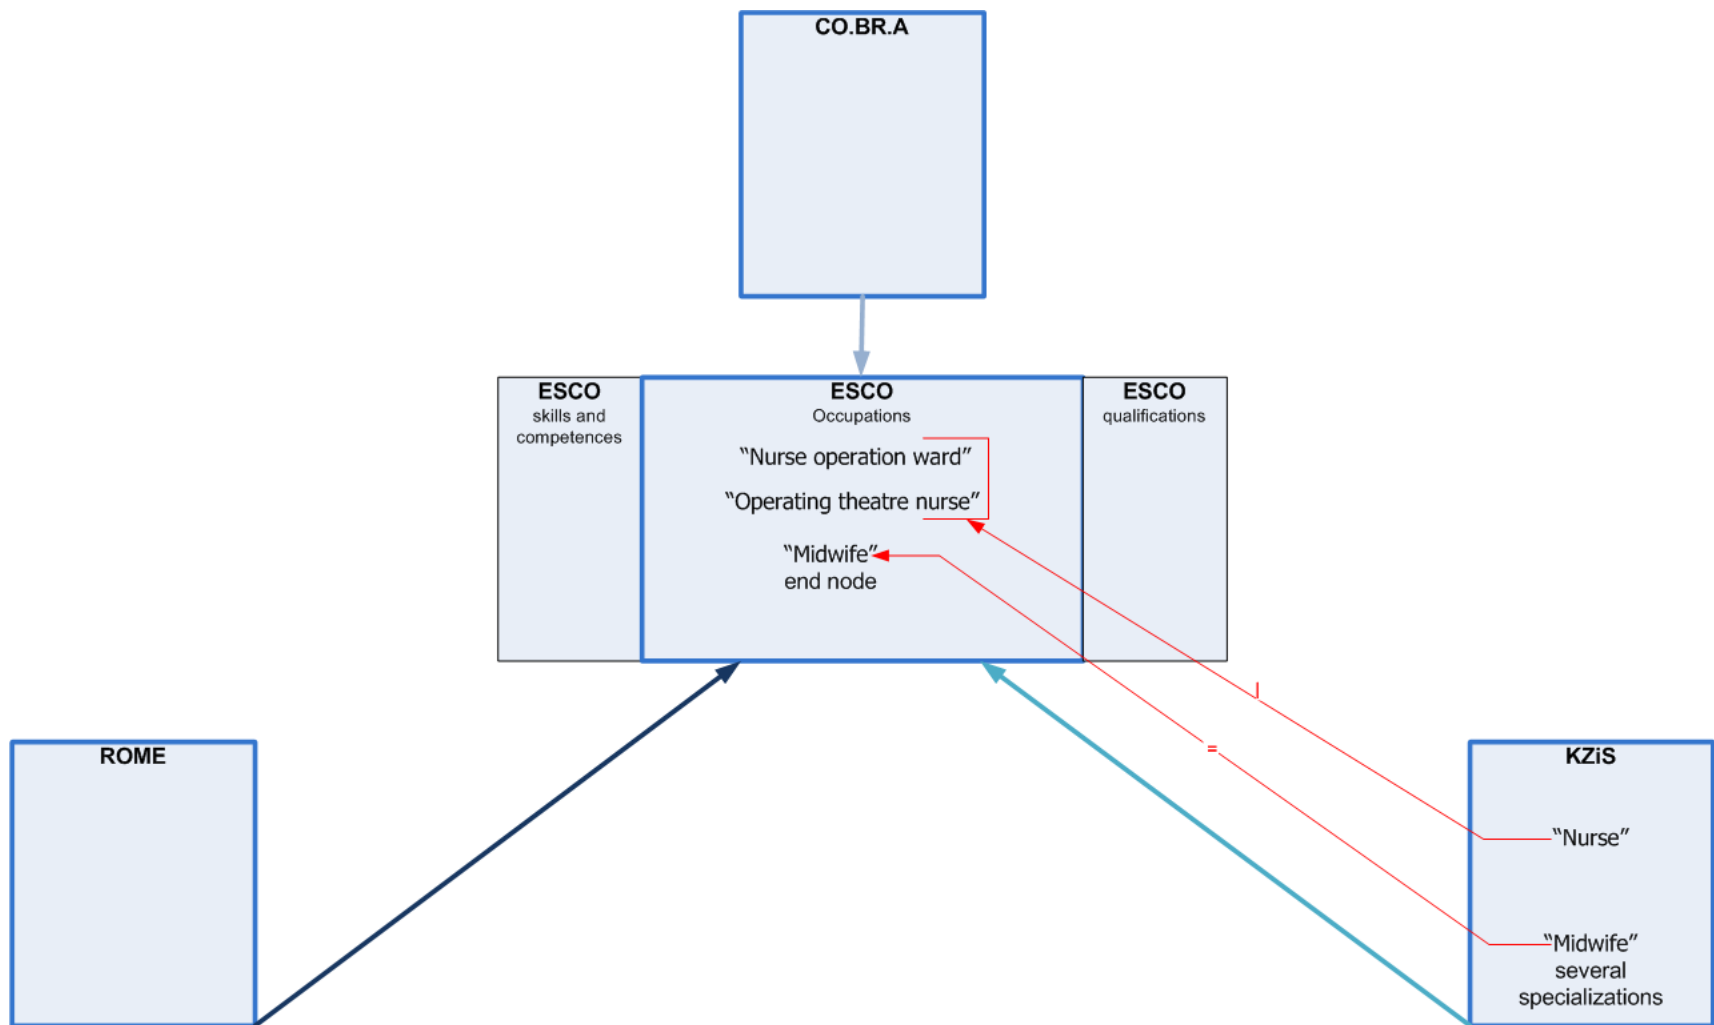 CO.BR.A
ESCO
skills and
competences
ESCO
Occupations
“Nurse operation ward”
“Operating theatre nurse”
“Midwife”
end node
ESCO
qualifications
|
=
ROME
KZiS
“Nurse”
“Midwife”
several
specializations